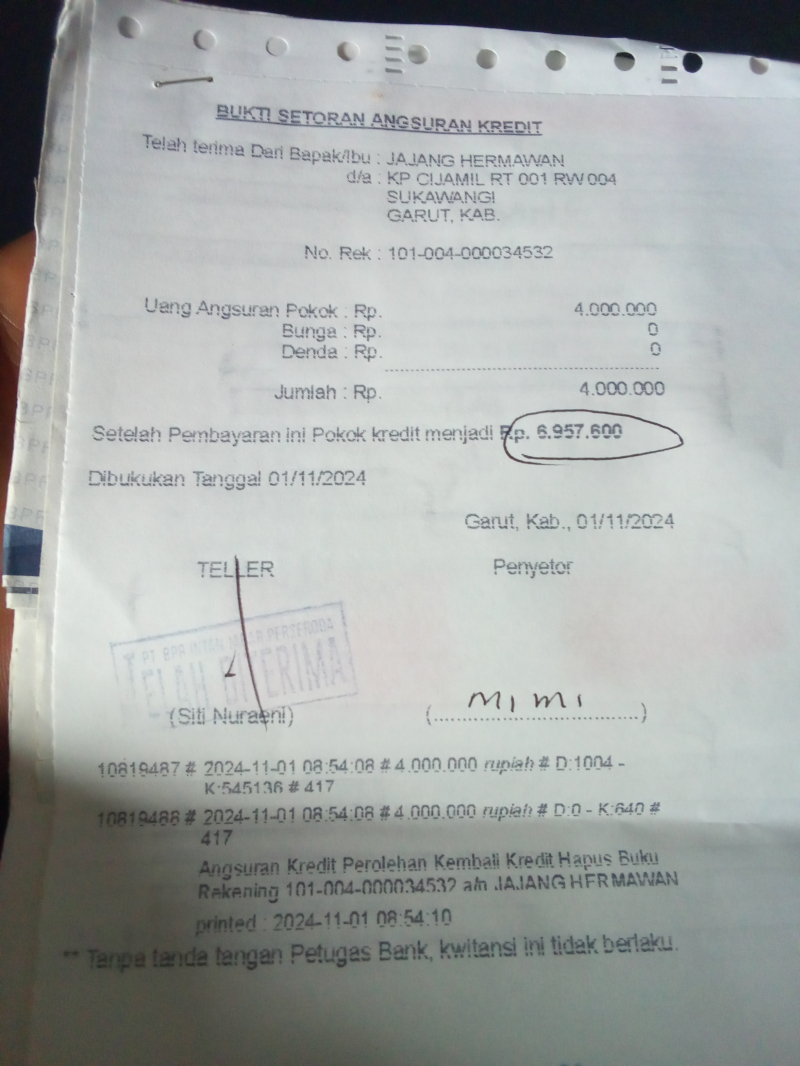 BUKTI SETORAN ANGSURAN KREDIT
Telah terima Dari Bapak/Ibu : JAJANG HERMAWAN
d/a : KP CIJAMIL RT 001 RW 004
SUKAWANGI
GARUT, KAB.
No. Rek : 101-004-000034532
Uang Angsuran Pokok : Rp. 4.000.000
Bunga : Rp. 0
Denda : Rp. 0
Jumlah : Rp. 4.000.000
Setelah Pembayaran ini Pokok kredit menjadi Rp. 6.957.600
Dibukukan Tanggal 01/11/2024
Garut, Kab., 01/11/2024
TELLER Penyetor
PT BPR INTAN PERSERODA
TELAH DITERIMA
(Siti Nuraeni) (mimi)
10819487 # 2024-11-01 08:54:08 # 4.000.000 rupiah # D:1004 -
K:545136 # 417
10819488 # 2024-11-01 08:54:08 # 4.000.000 rupiah # D:0 - K:640 #
417
Angsuran Kredit Perolehan Kembali Kredit Hapus Buku
Rekening 101-004-000034532 a/n JAJANG HERMAWAN
printed : 2024-11-01 08:54:10
** Tanpa tanda tangan Petugas Bank, kwitansi ini tidak berlaku.